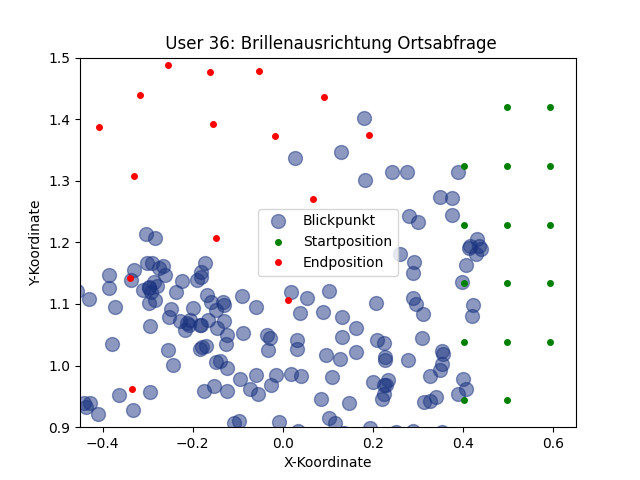 User 36: Brillenausrichtung Ortsabfrage
1.5
1.4
1.3
1.2
1.1
1.0
0.9
Y-Koordinate
Blickpunkt
Startposition
Endposition
−0.4 −0.2 0.0 0.2 0.4 0.6
X-Koordinate